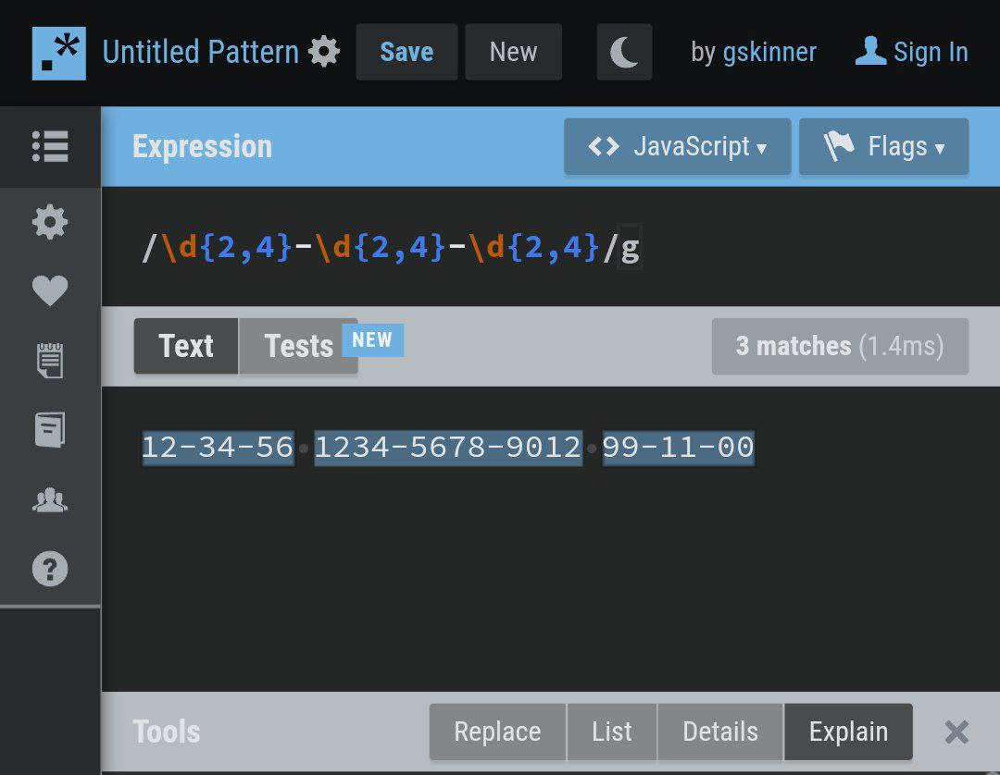 Untitled Pattern Save New by gskinner Sign In
Expression <> JavaScript ▾ Flags ▾
/\d{2,4}-\d{2,4}-\d{2,4}/g
Text Tests NEW 3 matches (1.4ms)
12-34-56•1234-5678-9012•99-11-00
Tools Replace List Details Explain ×